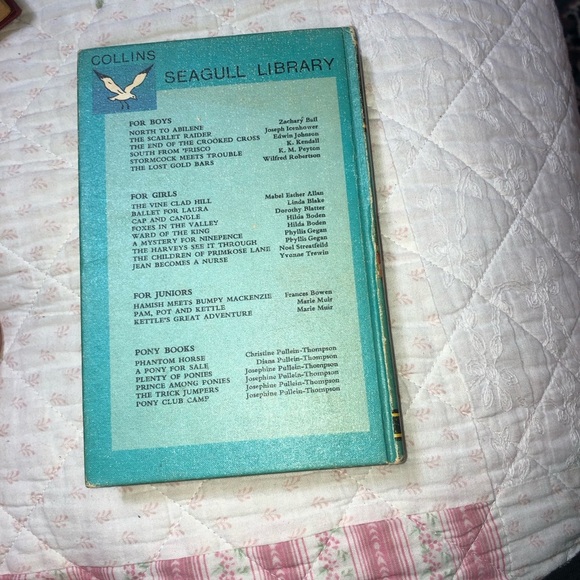 COLLINS
SEAGULL LIBRARY
FOR BOYS
NORTH TO ABILENE Zachary Ball
THE SCARLET RAIDER Joseph Icenhower
THE END OF THE CROOKED CROSS Edwin Johnson
SOUTH FROM 'FRISCO K. Kendall
STORMCOCK MEETS TROUBLE K. M. Peyton
THE LOST GOLD BARS Wilfred Robertson
FOR GIRLS
THE VINE CLAD HILL Mabel Esther Allan
BALLET FOR LAURA Linda Blake
CAP AND CANDLE Dorothy Blatter
FOXES IN THE VALLEY Hilda Boden
WARD OF THE KING Hilda Boden
A MYSTERY FOR NINEPENCE Phyllis Gegan
THE HARVEYS SEE IT THROUGH Phyllis Gegan
THE CHILDREN OF PRIMROSE LANE Noel Streatfeild
JEAN BECOMES A NURSE Yvonne Trewin
FOR JUNIORS
HAMISH MEETS BUMPY MACKENZIE Frances Bowen
PAM, POT AND KETTLE Marie Muir
KETTLE'S GREAT ADVENTURE Marie Muir
PONY BOOKS
PHANTOM HORSE Christine Pullein-Thompson
A PONY FOR SALE Diana Pullein-Thompson
PLENTY OF PONIES Josephine Pullein-Thompson
PRINCE AMONG PONIES Josephine Pullein-Thompson
THE TRICK JUMPERS Josephine Pullein-Thompson
PONY CLUB CAMP Josephine Pullein-Thompson